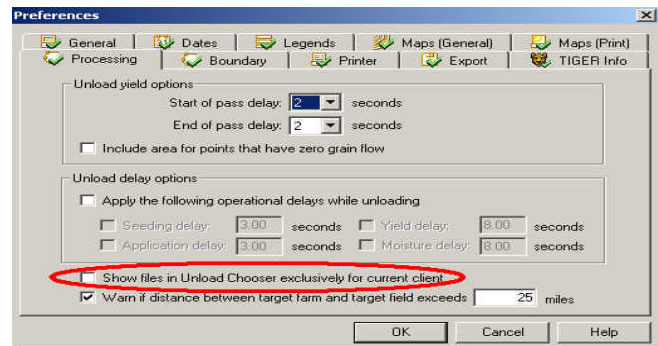 Preferences
General Dates Legends Maps (General) Maps (Print)
Processing Boundary Printer Export TIGER Info
Unload yield options
Start of pass delay: 2 seconds
End of pass delay: 2 seconds
Include area for points that have zero grain flow
Unload delay options
Apply the following operational delays while unloading
Seeding delay: 3.00 seconds Yield delay: 8.00 seconds
Application delay: 3.00 seconds Moisture delay: 8.00 seconds
Show files in Unload Chooser exclusively for current client
Warn if distance between target farm and target field exceeds 25 miles
OK Cancel Help